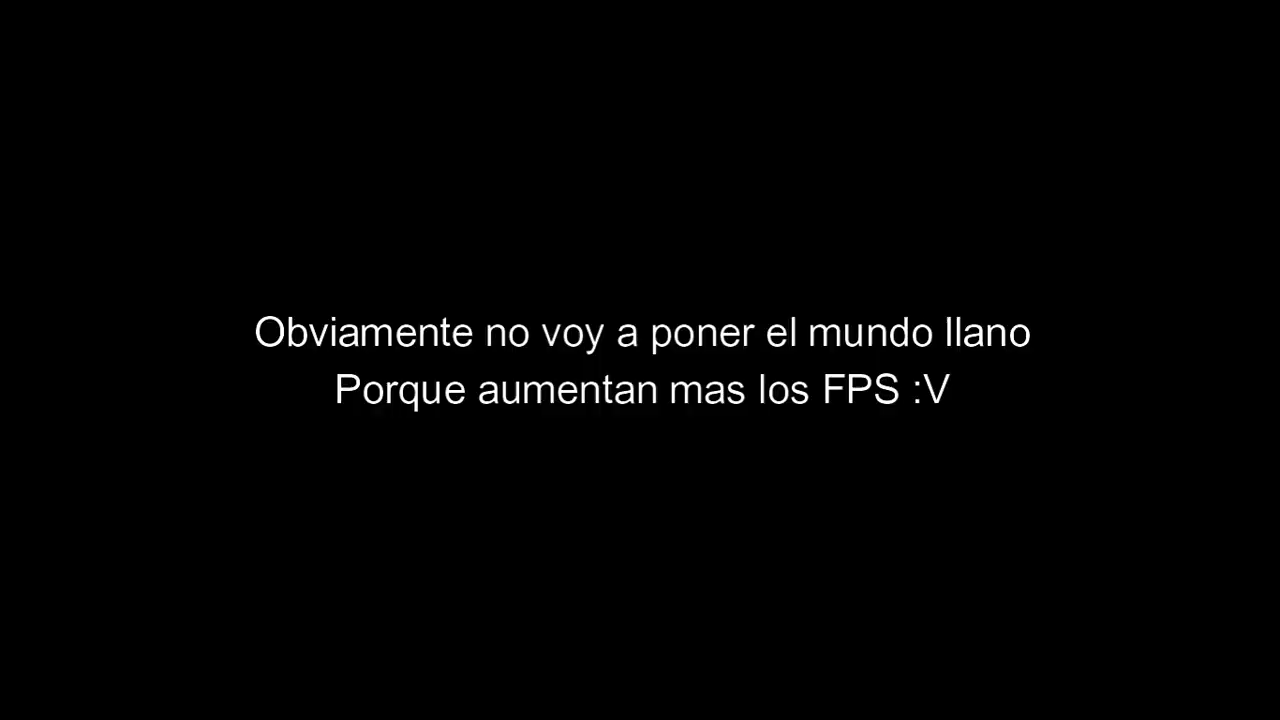 Obviamente no voy a poner el mundo llano
Porque aumentan mas los FPS :V